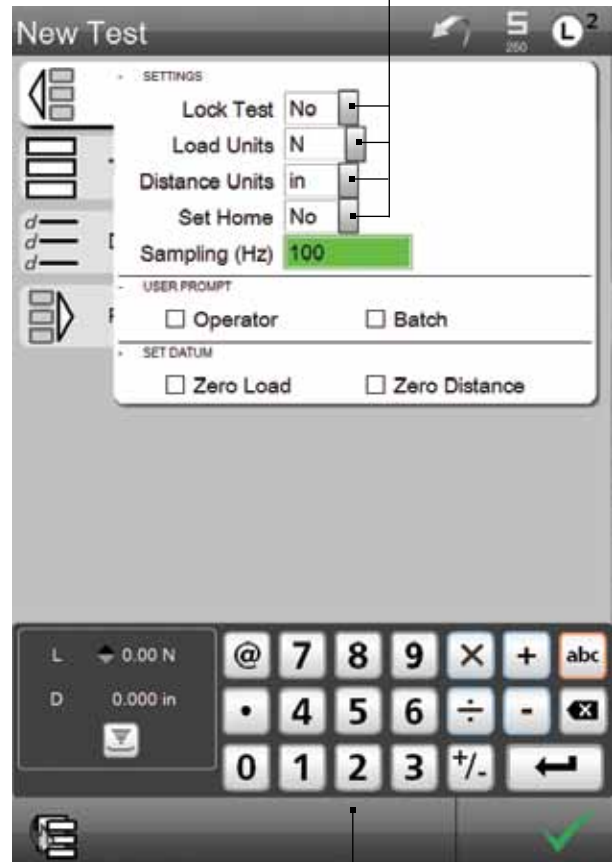 New Test
S
250
L 2
- SETTINGS
Lock Test No
Load Units N
Distance Units in
Set Home No
Sampling (Hz) 100
- USER PROMPT
Operator Batch
- SET DATUM
Zero Load Zero Distance
d
d
d
L 0.00 N
D 0.000 in
@ 7 8 9 × + abc
• 4 5 6 ÷ -
0 1 2 3 +/-